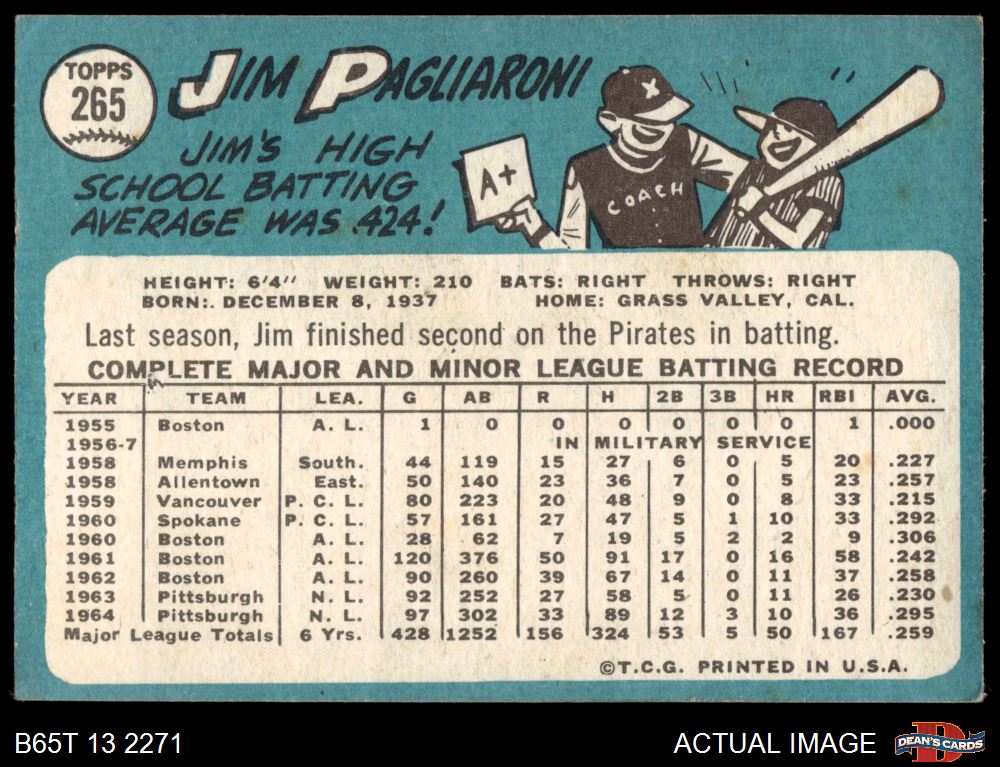 TOPPS
265
JIM PAGLIARONI
JIM'S HIGH
SCHOOL BATTING
AVERAGE WAS .424!
X
A+
COACH
HEIGHT: 6'4" WEIGHT: 210 BATS: RIGHT THROWS: RIGHT
BORN:. DECEMBER 8, 1937 HOME: GRASS VALLEY, CAL.
Last season, Jim finished second on the Pirates in batting.
COMPLETE MAJOR AND MINOR LEAGUE BATTING RECORD
YEAR TEAM LEA. G AB R H 2B 3B HR RBI AVG.
1955 Boston A. L. 1 0 0 0 0 0 0 1 .000
1956-7 IN MILITARY SERVICE
1958 Memphis South. 44 119 15 27 6 0 5 20 .227
1958 Allentown East. 50 140 23 36 7 0 5 23 .257
1959 Vancouver P. C. L. 80 223 20 48 9 0 8 33 .215
1960 Spokane P. C. L. 57 161 27 47 5 1 10 33 .292
1960 Boston A. L. 28 62 7 19 5 2 2 9 .306
1961 Boston A. L. 120 376 50 91 17 0 16 58 .242
1962 Boston A. L. 90 260 39 67 14 0 11 37 .258
1963 Pittsburgh N. L. 92 252 27 58 5 0 11 26 .230
1964 Pittsburgh N. L. 97 302 33 89 12 3 10 36 .295
Major League Totals 6 Yrs. 428 1252 156 324 53 5 50 167 .259
©T.C.G. PRINTED IN U.S.A.
B65T 13 2271
ACTUAL IMAGE
D
DEAN'S CARDS